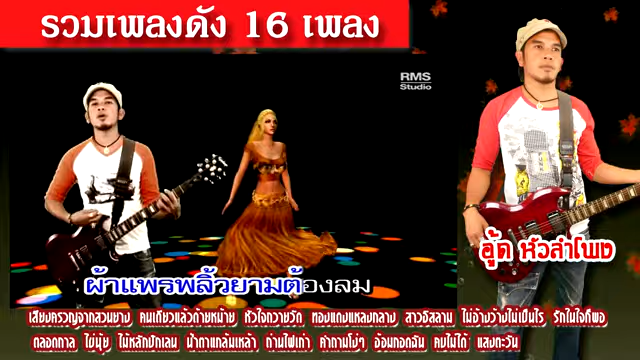 รวมเพลงดัง 16 เพลง
RMS
Studio
อู๊ด หัวลำโพง
ผ้าแพรพลิ้วยามต้องลม
เสียงครวญจากสวนยาง คนเดียวแล้วตายหม้าย หัวใจถวายวัด ทองแดงแหลงกลาง สาวอิสลาม ไม่อ้างว้างไม่เป็นไร รักในใจก็พอ
ตลอดกาล ไข่นุ้ย ไม้หลักปักเลน น้ำตาแกล้มเหล้า ถ่านไฟเก่า คำถามโง่ๆ อ้อมกอดฉัน คบไม่ได้ แสงตะวัน